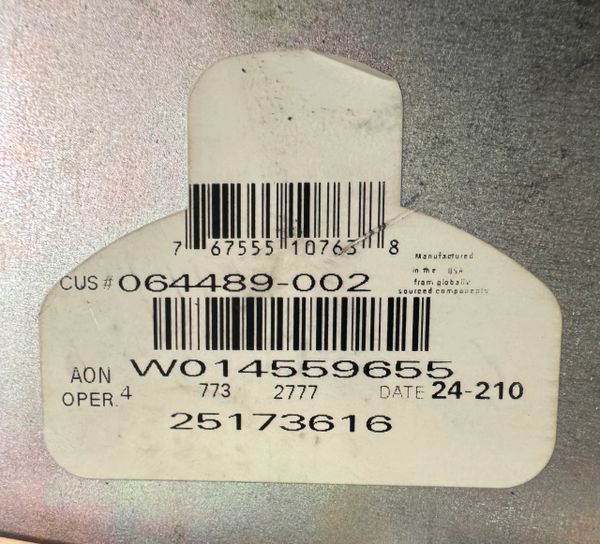 7 67555 10763 8
Manufactured
in the USA
from globally
sourced components
CUS # 064489-002
AON W014559655
OPER. 4 773 2777 DATE 24-210
25173616